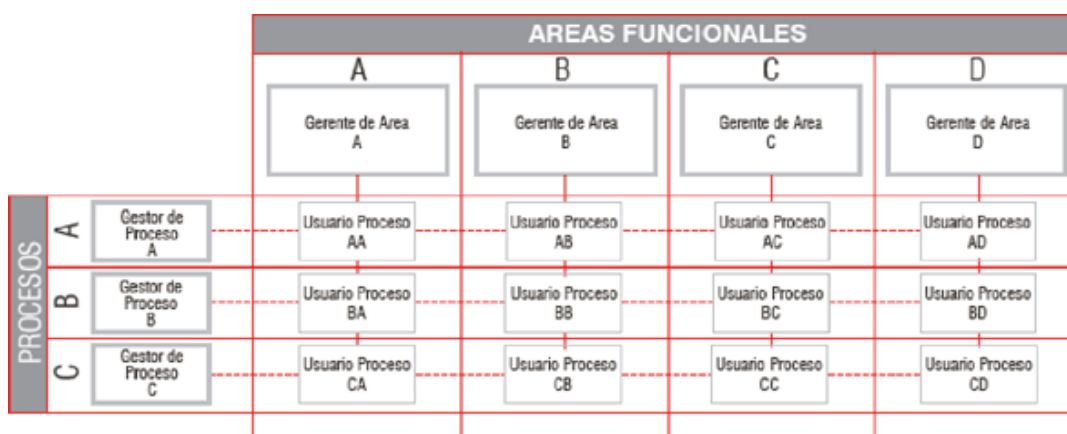 AREAS FUNCIONALES
A B C D
Gerente de Area
A
Gerente de Area
B
Gerente de Area
C
Gerente de Area
D
PROCESOS
A
Gestor de
Proceso
A
Usuario Proceso
AA
Usuario Proceso
AB
Usuario Proceso
AC
Usuario Proceso
AD
B
Gestor de
Proceso
B
Usuario Proceso
BA
Usuario Proceso
BB
Usuario Proceso
BC
Usuario Proceso
BD
C
Gestor de
Proceso
C
Usuario Proceso
CA
Usuario Proceso
CB
Usuario Proceso
CC
Usuario Proceso
CD